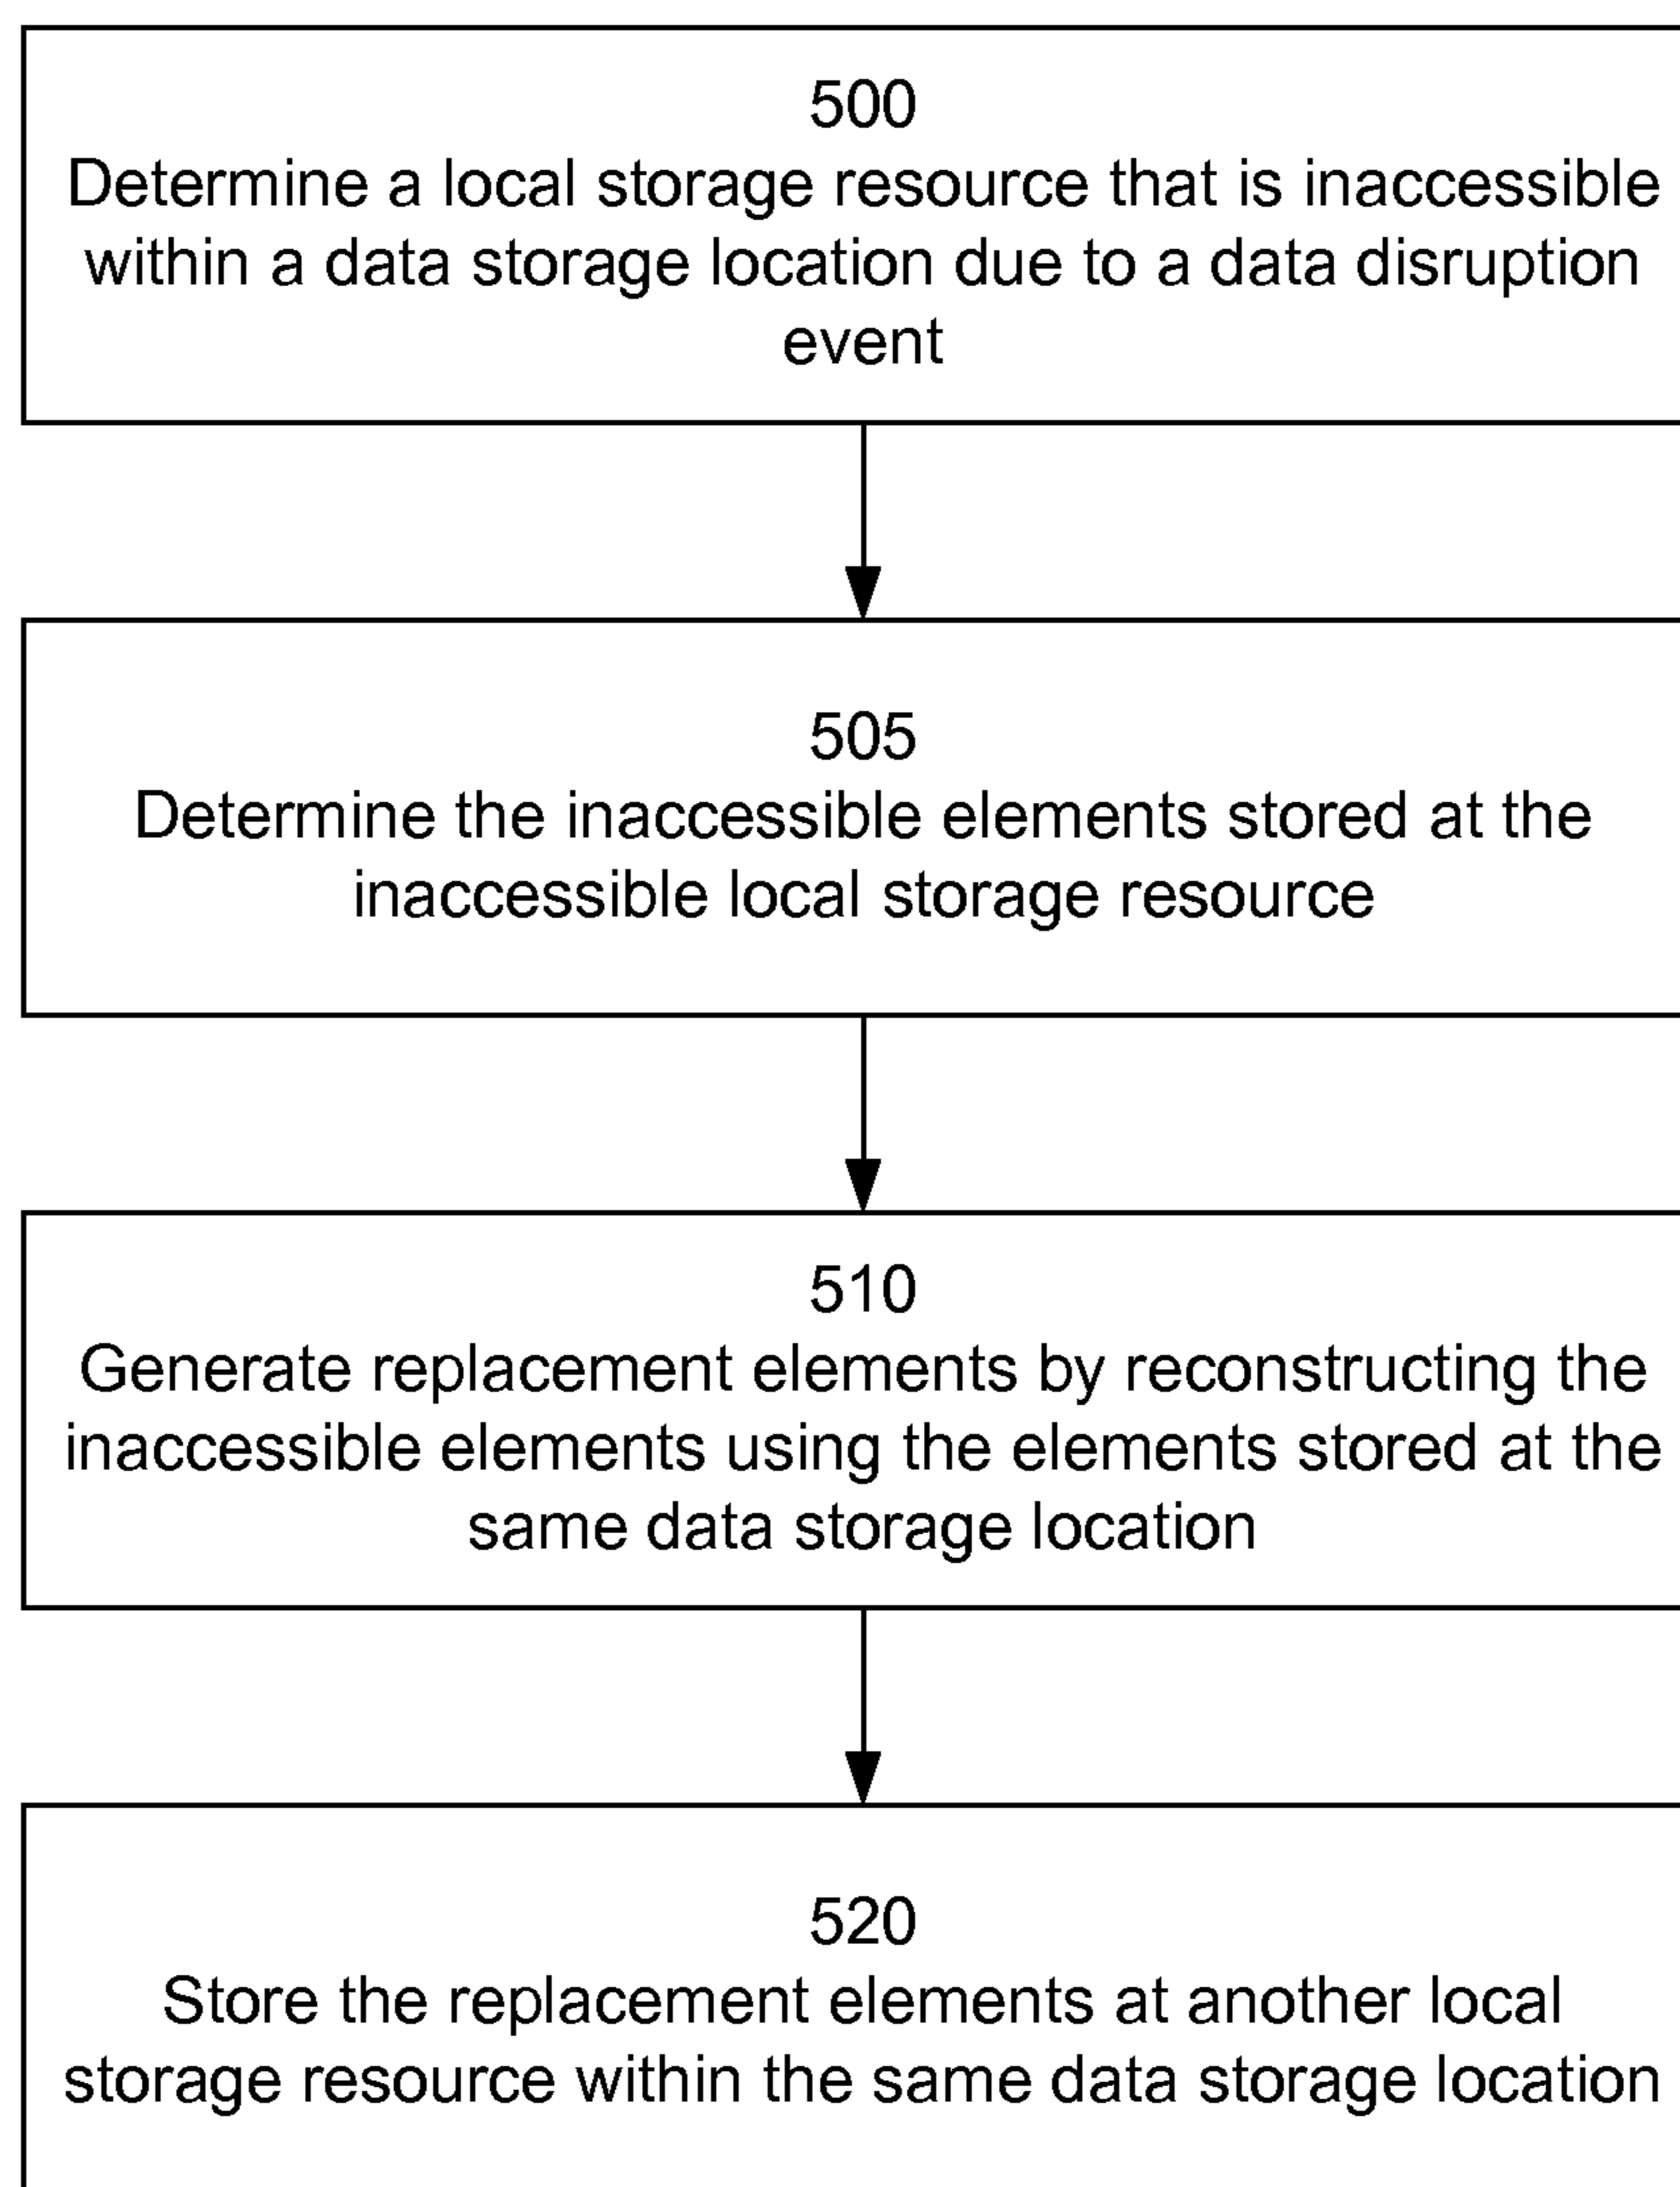 500
Determine a local storage resource that is inaccessible
within a data storage location due to a data disruption
event
505
Determine the inaccessible elements stored at the
inaccessible local storage resource
510
Generate replacement elements by reconstructing the
inaccessible elements using the elements stored at the
same data storage location
520
Store the replacement elements at another local
storage resource within the same data storage location